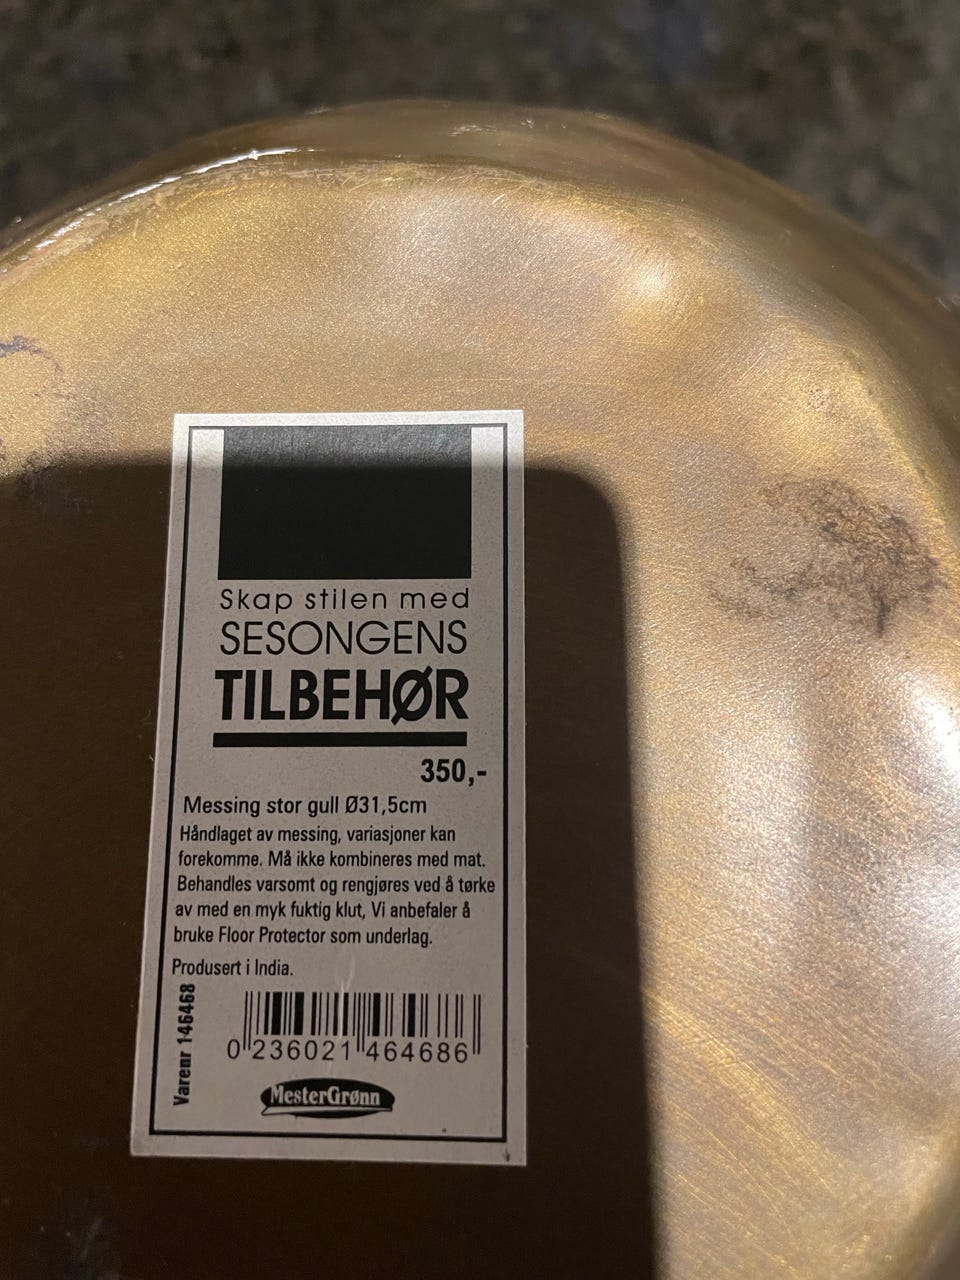 Skap stilen med
SESONGENS
TILBEHØR
350,-
Messing stor gull Ø31,5cm
Håndlaget av messing, variasjoner kan
forekomme. Må ikke kombineres med mat.
Behandles varsomt og rengjøres ved å tørke
av med en myk fuktig klut, Vi anbefaler å
bruke Floor Protector som underlag.
Produsert i India.
Varenr 146468
0 236021 464686
MesterGrønn